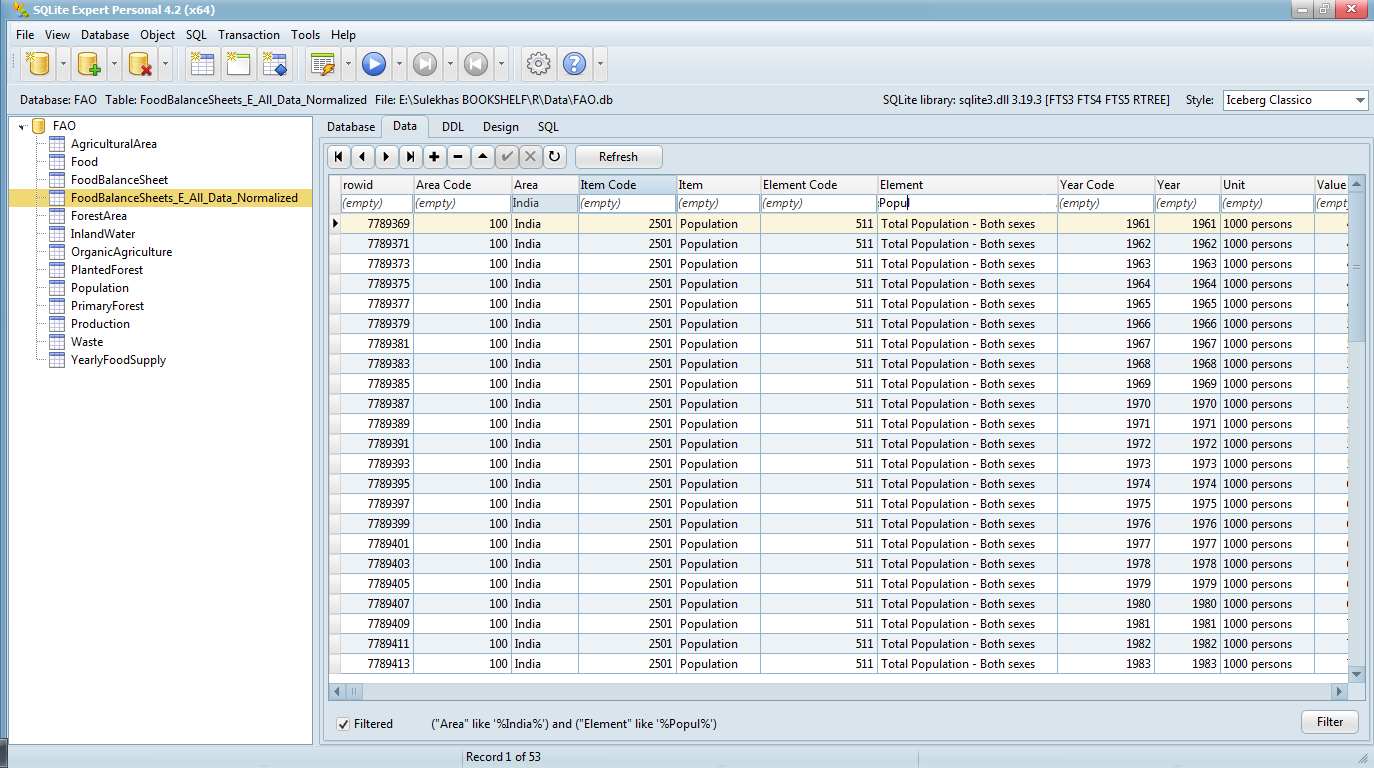 SQLite Expert Personal 4.2 (x64)
File View Database Object SQL Transaction Tools Help
Database: FAO Table: FoodBalanceSheets_E_All_Data_Normalized File: E:\Sulekhas BOOKSHELF\R\Data\FAO.db SQLite library: sqlite3.dll 3.19.3 [FTS3 FTS4 FTS5 RTREE] Style: Iceberg Classico
FAO
AgriculturalArea
Food
FoodBalanceSheet
FoodBalanceSheets_E_All_Data_Normalized
ForestArea
InlandWater
OrganicAgriculture
PlantedForest
Population
PrimaryForest
Production
Waste
YearlyFoodSupply
Database Data DDL Design SQL
Refresh
rowid Area Code Area Item Code Item Element Code Element Year Code Year Unit Value
(empty) (empty) India (empty) (empty) (empty) Popul (empty) (empty) (empty)
7789369 100 India 2501 Population 511 Total Population - Both sexes 1961 1961 1000 persons
7789371 100 India 2501 Population 511 Total Population - Both sexes 1962 1962 1000 persons
7789373 100 India 2501 Population 511 Total Population - Both sexes 1963 1963 1000 persons
7789375 100 India 2501 Population 511 Total Population - Both sexes 1964 1964 1000 persons
7789377 100 India 2501 Population 511 Total Population - Both sexes 1965 1965 1000 persons
7789379 100 India 2501 Population 511 Total Population - Both sexes 1966 1966 1000 persons
7789381 100 India 2501 Population 511 Total Population - Both sexes 1967 1967 1000 persons
7789383 100 India 2501 Population 511 Total Population - Both sexes 1968 1968 1000 persons
7789385 100 India 2501 Population 511 Total Population - Both sexes 1969 1969 1000 persons
7789387 100 India 2501 Population 511 Total Population - Both sexes 1970 1970 1000 persons
7789389 100 India 2501 Population 511 Total Population - Both sexes 1971 1971 1000 persons
7789391 100 India 2501 Population 511 Total Population - Both sexes 1972 1972 1000 persons
7789393 100 India 2501 Population 511 Total Population - Both sexes 1973 1973 1000 persons
7789395 100 India 2501 Population 511 Total Population - Both sexes 1974 1974 1000 persons
7789397 100 India 2501 Population 511 Total Population - Both sexes 1975 1975 1000 persons
7789399 100 India 2501 Population 511 Total Population - Both sexes 1976 1976 1000 persons
7789401 100 India 2501 Population 511 Total Population - Both sexes 1977 1977 1000 persons
7789403 100 India 2501 Population 511 Total Population - Both sexes 1978 1978 1000 persons
7789405 100 India 2501 Population 511 Total Population - Both sexes 1979 1979 1000 persons
7789407 100 India 2501 Population 511 Total Population - Both sexes 1980 1980 1000 persons
7789409 100 India 2501 Population 511 Total Population - Both sexes 1981 1981 1000 persons
7789411 100 India 2501 Population 511 Total Population - Both sexes 1982 1982 1000 persons
7789413 100 India 2501 Population 511 Total Population - Both sexes 1983 1983 1000 persons
Filtered ("Area" like '%India%') and ("Element" like '%Popul%') Filter
Record 1 of 53